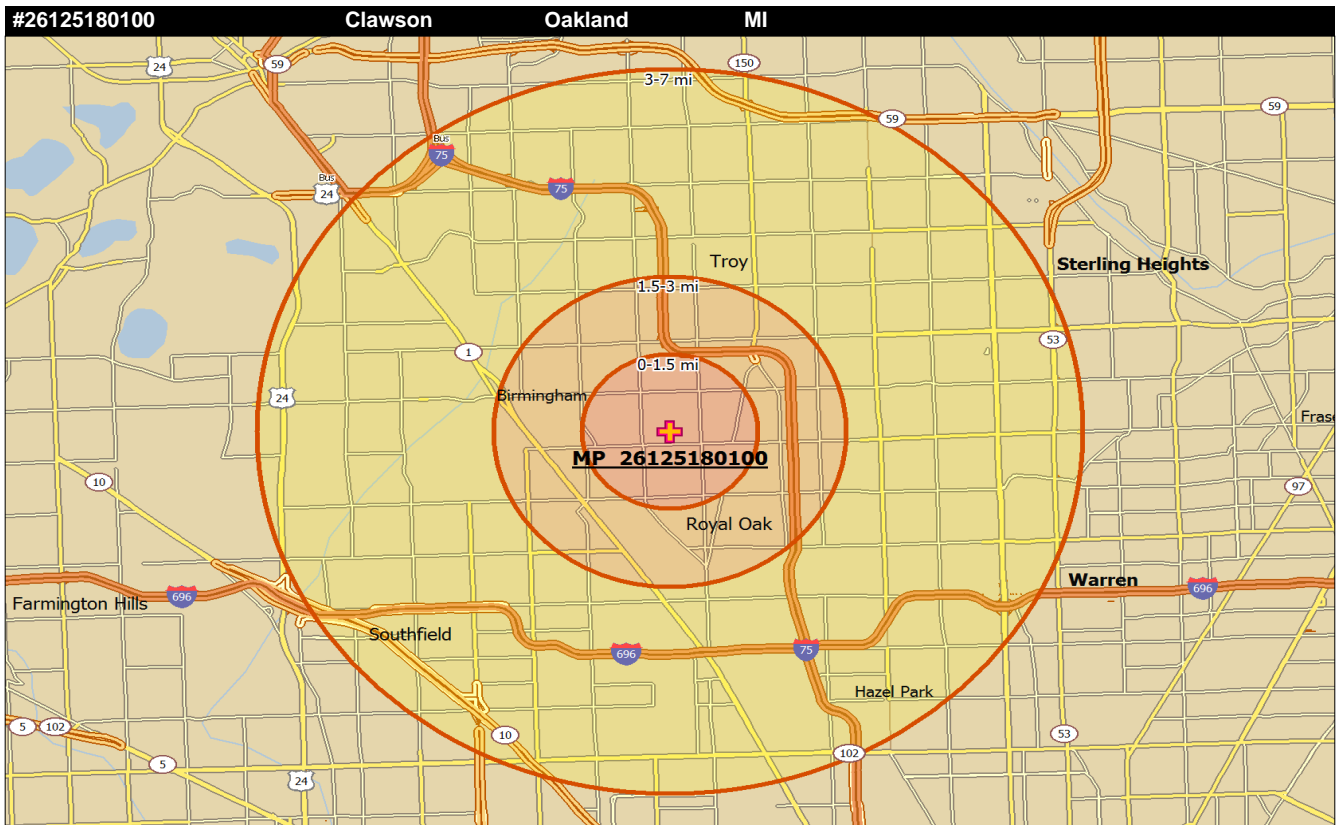 #26125180100 Clawson Oakland MI
24
59
150
3-7 mi
59
59
Bus
75
Bus
24
75
Troy
Sterling Heights
1.5-3 mi
53
1
0-1.5 mi
24
Birmingham
Fras
MP 26125180100
10
97
Royal Oak
Warren
696
696
Farmington Hills
Southfield
696
75
Hazel Park
5
102
10
53
102
5
24